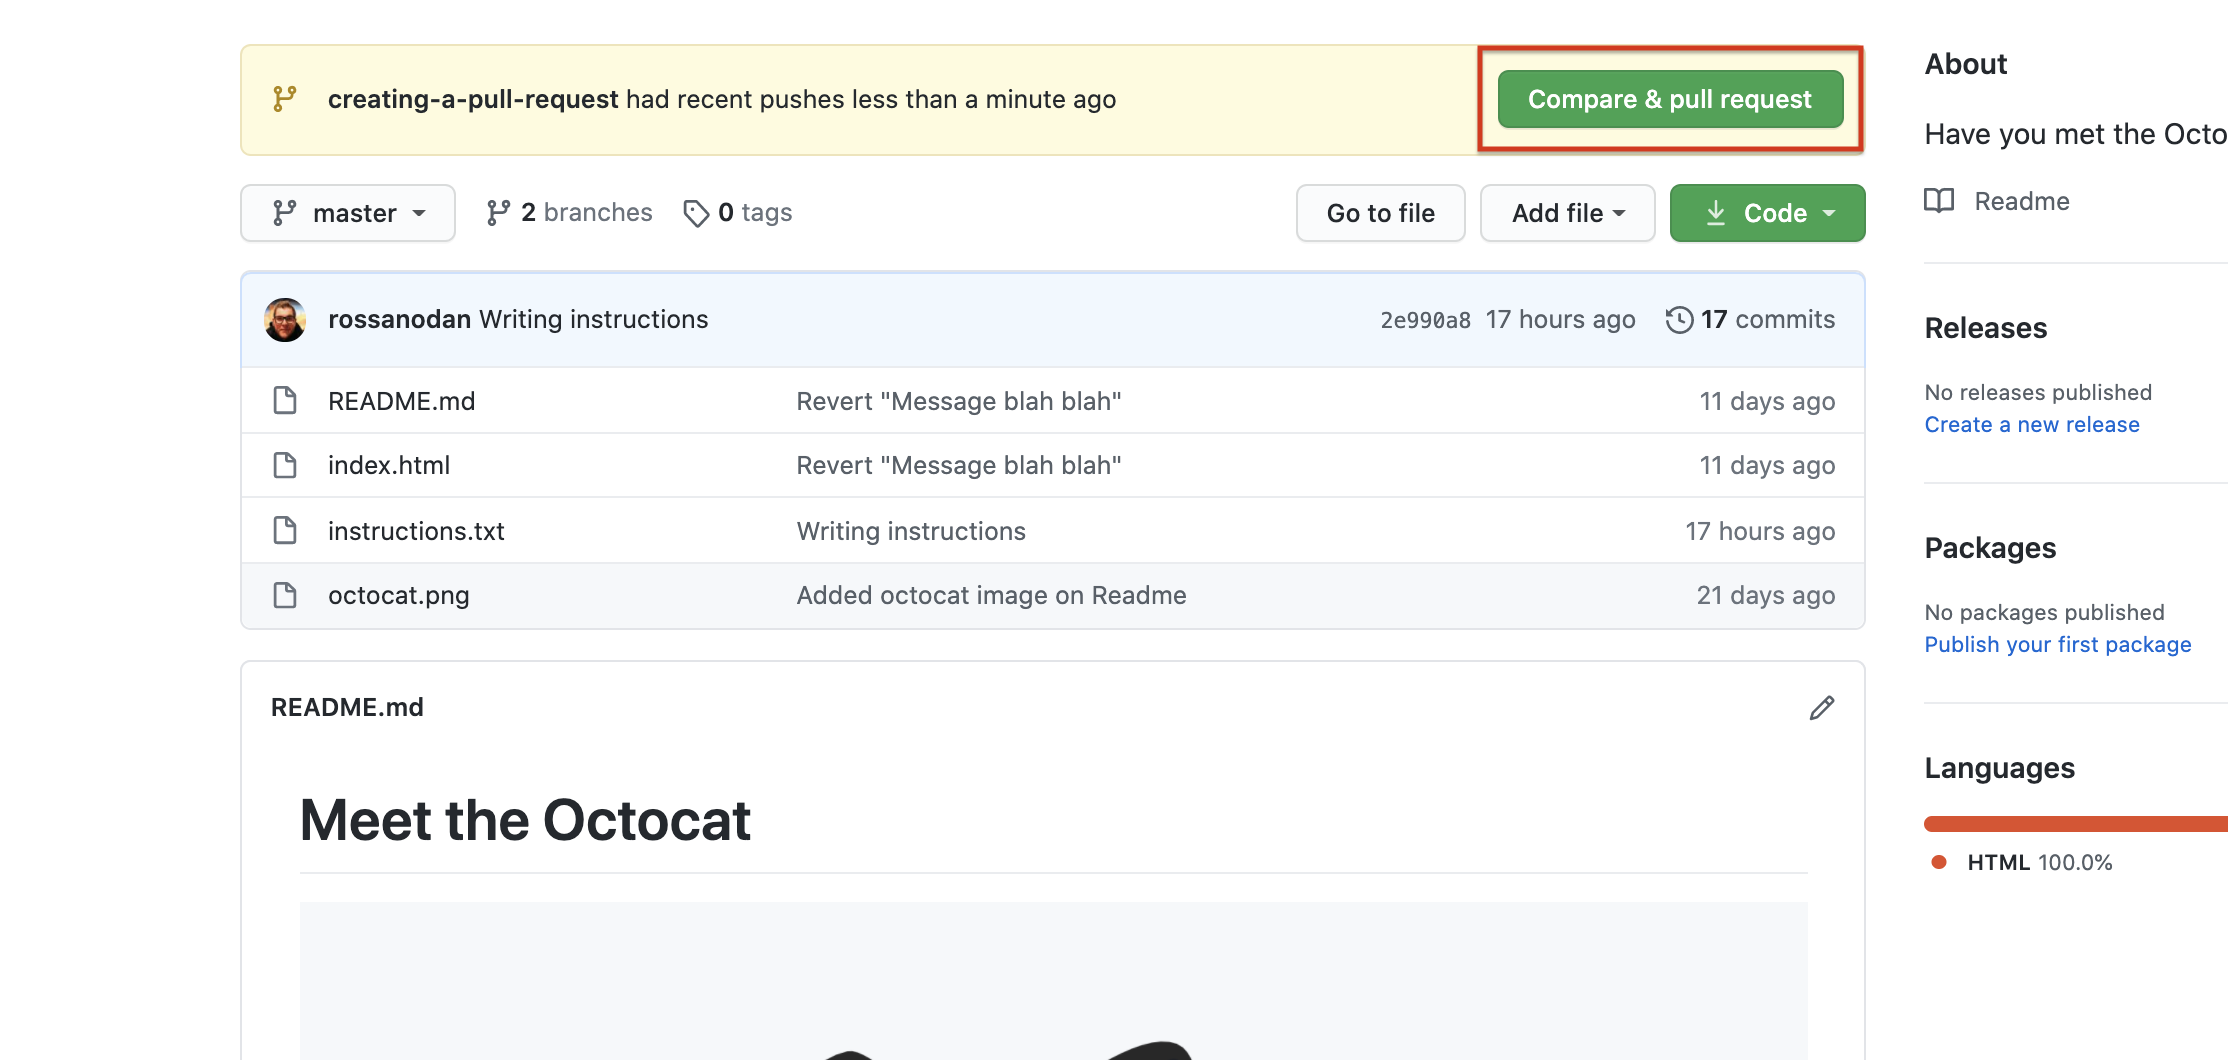 creating-a-pull-request had recent pushes less than a minute ago
Compare & pull request
master
2 branches
0 tags
Go to file
Add file
Code
rossanodan Writing instructions
2e990a8 17 hours ago
17 commits
README.md Revert "Message blah blah" 11 days ago
index.html Revert "Message blah blah" 11 days ago
instructions.txt Writing instructions 17 hours ago
octocat.png Added octocat image on Readme 21 days ago
README.md
Meet the Octocat
About
Have you met the Octo
Readme
Releases
No releases published
Create a new release
Packages
No packages published
Publish your first package
Languages
HTML 100.0%